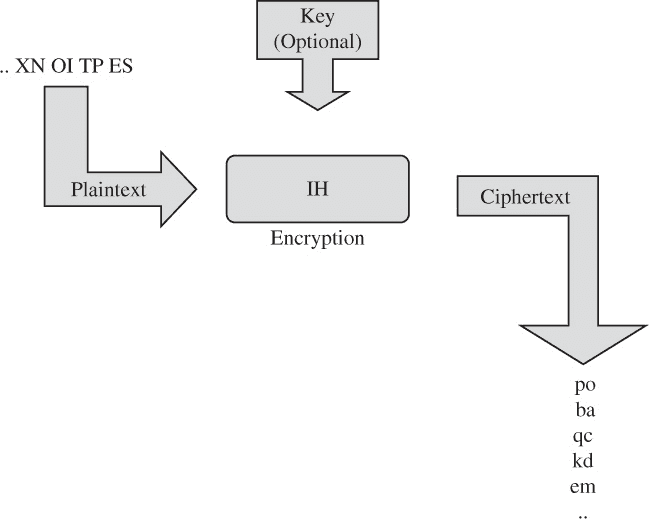 Key
(Optional)
.. XN OI TP ES
Plaintext
IH
Encryption
Ciphertext
po
ba
qc
kd
em
..